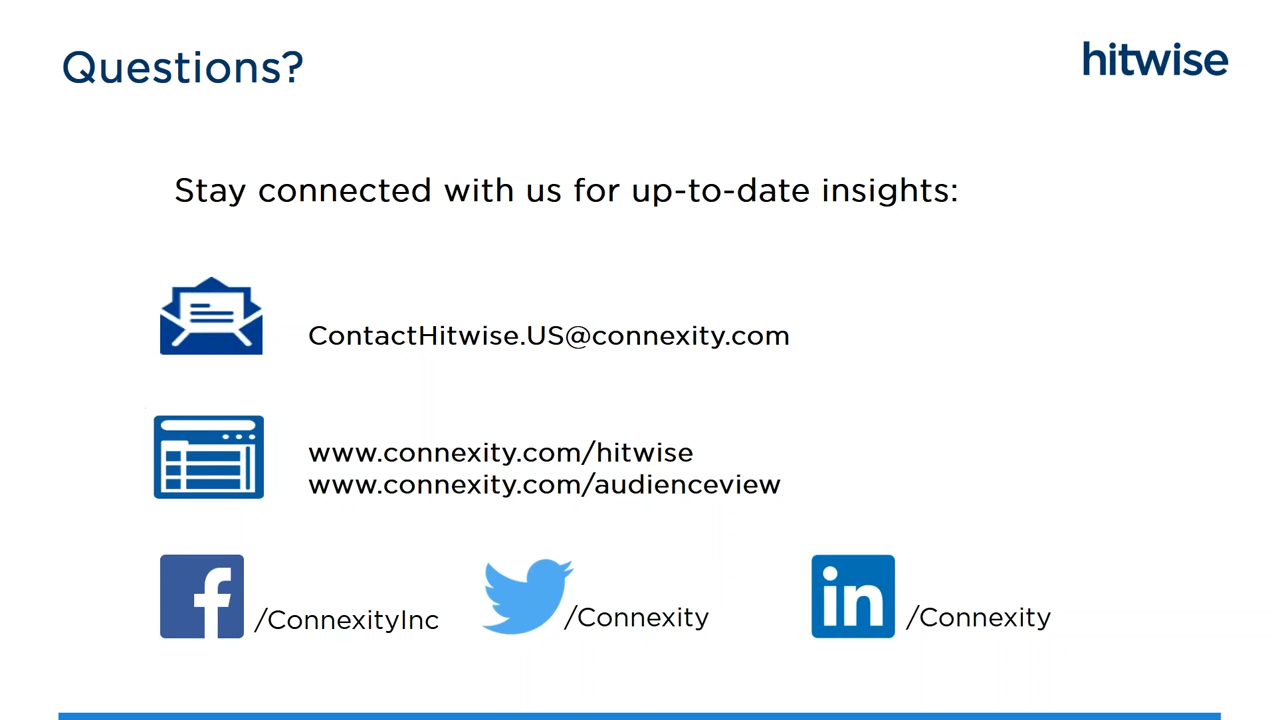 Questions?
hitwise
Stay connected with us for up-to-date insights:
ContactHitwise.US@connexity.com
www.connexity.com/hitwise
www.connexity.com/audienceview
/ConnexityInc
/Connexity
in
/Connexity